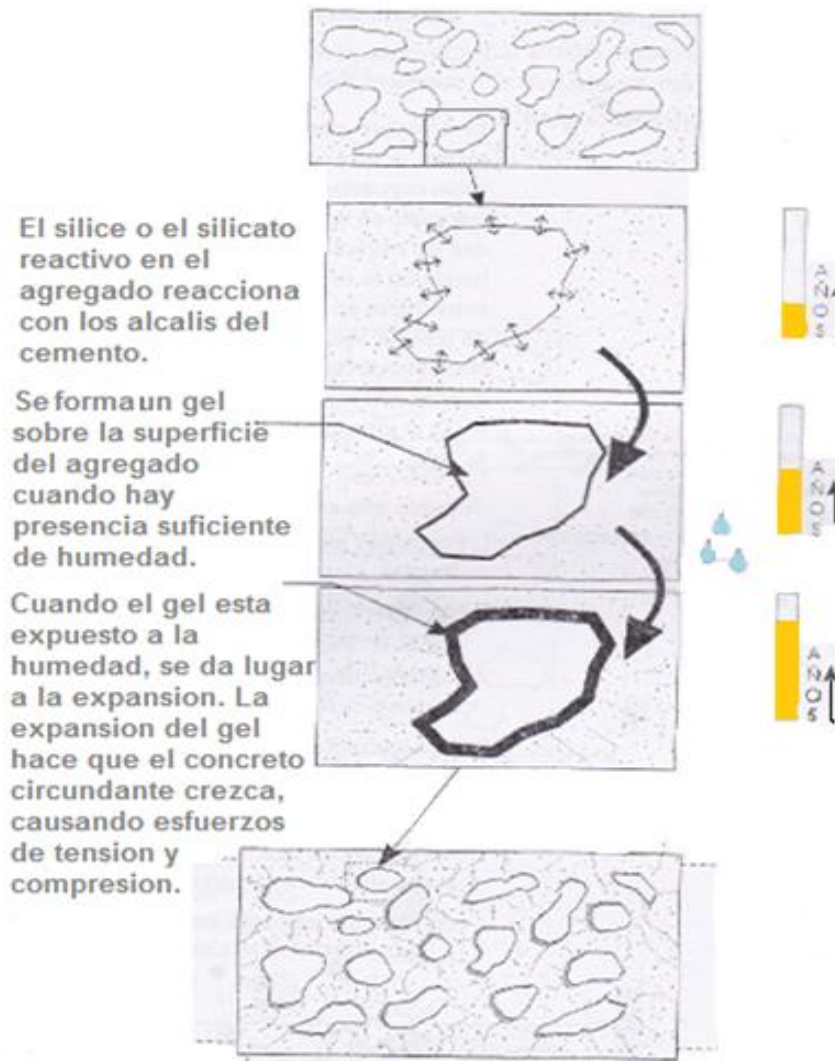 El silice o el silicato
reactivo en el
agregado reacciona
con los alcalis del
cemento.
AÑOS
Se forma un gel
sobre la superficie
del agregado
cuando hay
presencia suficiente
de humedad.
AÑOS
Cuando el gel esta
expuesto a la
humedad, se da lugar
a la expansion. La
expansion del gel
hace que el concreto
circundante crezca,
causando esfuerzos
de tension y
compresion.
AÑOS